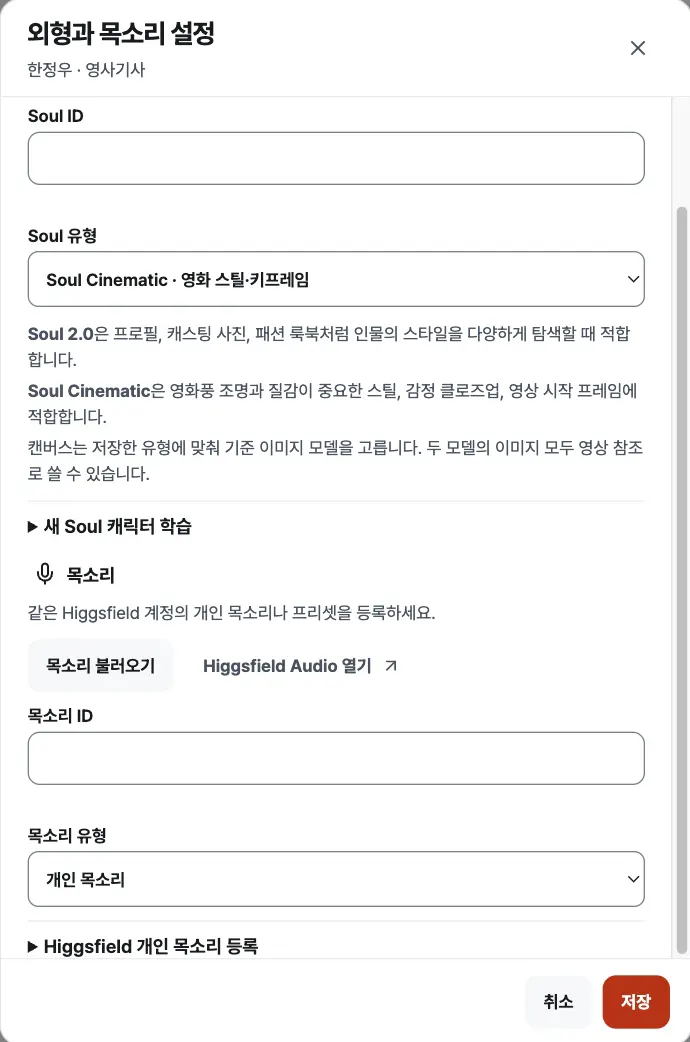 외형과 목소리 설정
한정우 · 영사기사
Soul ID
Soul 유형
Soul Cinematic · 영화 스틸·키프레임
Soul 2.0은 프로필, 캐스팅 사진, 패션 룩북처럼 인물의 스타일을 다양하게 탐색할 때 적합
합니다.
Soul Cinematic은 영화풍 조명과 질감이 중요한 스틸, 감정 클로즈업, 영상 시작 프레임에
적합합니다.
캔버스는 저장한 유형에 맞춰 기준 이미지 모델을 고릅니다. 두 모델의 이미지 모두 영상 참조
로 쓸 수 있습니다.
▶ 새 Soul 캐릭터 학습
목소리
같은 Higgsfield 계정의 개인 목소리나 프리셋을 등록하세요.
목소리 불러오기 Higgsfield Audio 열기
목소리 ID
목소리 유형
개인 목소리
▶ Higgsfield 개인 목소리 등록
취소 저장